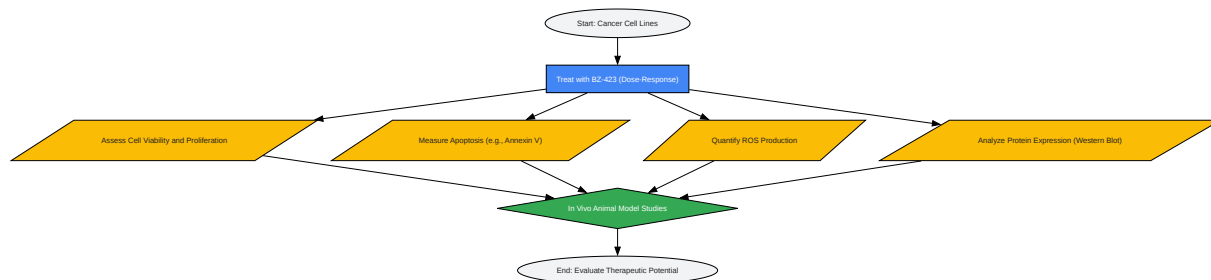 Start: Cancer Cell Lines
Treat with BZ-423 (Dose-Response)
Assess Cell Viability and Proliferation
Measure Apoptosis (e.g., Annexin V)
Quantify ROS Production
Analyze Protein Expression (Western Blot)
In Vivo Animal Model Studies
End: Evaluate Therapeutic Potential